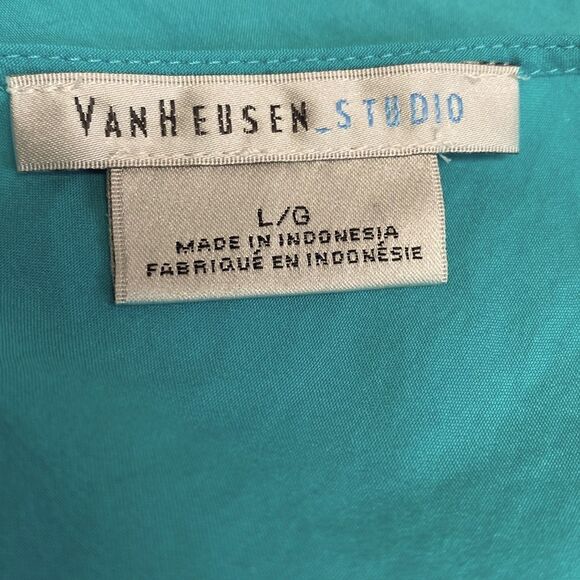 VANHEUSEN_STUDIO
L/G
MADE IN INDONESIA
FABRIQUÉ EN INDONÉSIE